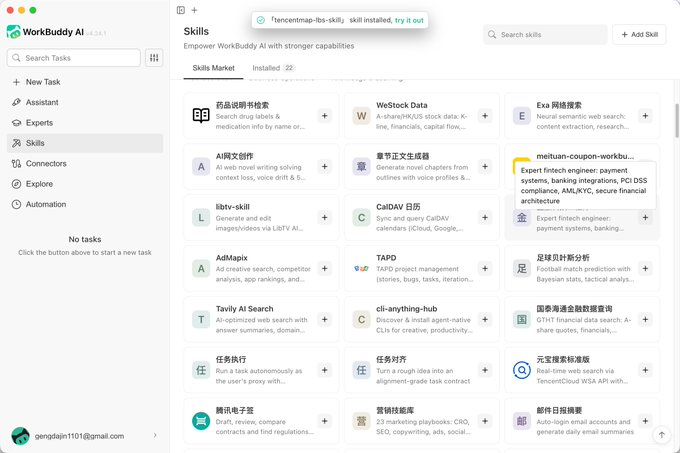 「tencentmap-lbs-skill」 skill installed, try it out
WorkBuddy AI v4.24.1
Search Tasks
New Task
Assistant
Experts
Skills
Connectors
Explore
Automation
No tasks
Click the button above to start a new task
gengdajin1101@gmail.com
Skills
Empower WorkBuddy AI with stronger capabilities
Search skills
+ Add Skill
Skills Market
Installed 22
药品说明书检索
Search drug labels &
medication info by name or...
WeStock Data
A-share/HK/US stock data: K-
line, financials, capital flow,...
Exa 网络搜索
Neural semantic web search:
content extraction, research...
AI网文创作
AI web novel writing solving
context loss, voice drift & 5...
章节正文生成器
Generate novel chapters from
outlines with voice profiles &...
meituan-coupon-workbu...
Expert fintech engineer: payment
systems, banking integrations, PCI DSS
compliance, AML/KYC, secure financial
architecture
libtv-skill
Generate and edit
images/videos via LibTV AI...
CalDAV 日历
Sync and query CalDAV
calendars (iCloud, Google,...
Expert fintech engineer:
payment systems, banking...
AdMapix
Ad creative search, competitor
analysis, app rankings, and...
TAPD
TAPD project management
(stories, bugs, tasks, iteration...
足球贝叶斯分析
Football match prediction with
Bayesian stats, tactical analys...
Tavily AI Search
AI-optimized web search with
answer summaries, domain...
cli-anything-hub
Discover & install agent-native
CLIs for creative, productivity...
国泰海通金融数据查询
GTHT financial data search: A-
share quotes, financials,...
任务执行
Run a task autonomously as
the user's proxy with...
任务对齐
Turn a rough idea into an
alignment-grade task contract
元宝搜索标准版
Real-time web search via
TencentCloud WSA API with...
腾讯电子签
Draft, review, compare
contracts and find regulations...
营销技能库
23 marketing playbooks: CRO,
SEO, copywriting, ads, social...
邮件日报摘要
Auto-login email accounts and
generate daily email summaries